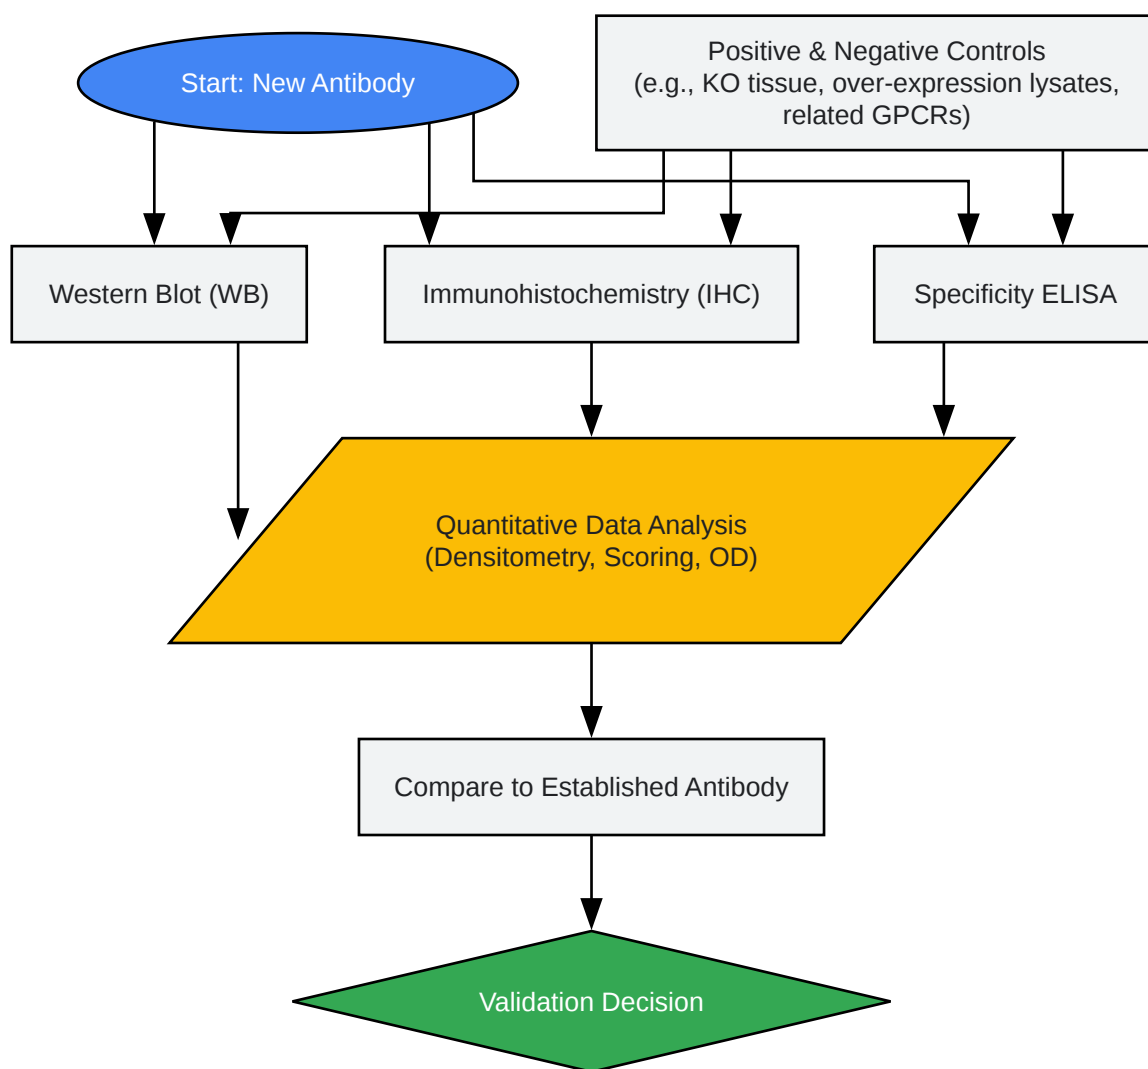 Start: New Antibody
Positive & Negative Controls
(e.g., KO tissue, over-expression lysates,
related GPCRs)
Western Blot (WB)
Immunohistochemistry (IHC)
Specificity ELISA
Quantitative Data Analysis
(Densitometry, Scoring, OD)
Compare to Established Antibody
Validation Decision